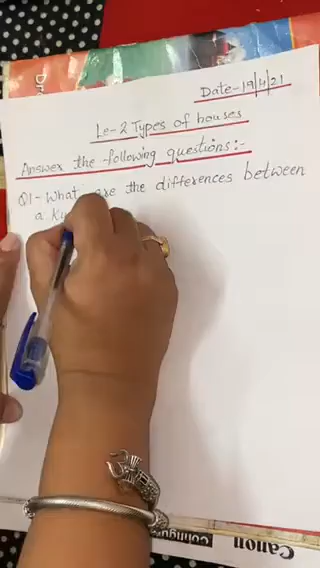 Date-19/4/21
Le-2 Types of houses
Answer the following questions:-
Q1- What are the differences between
a
Canon